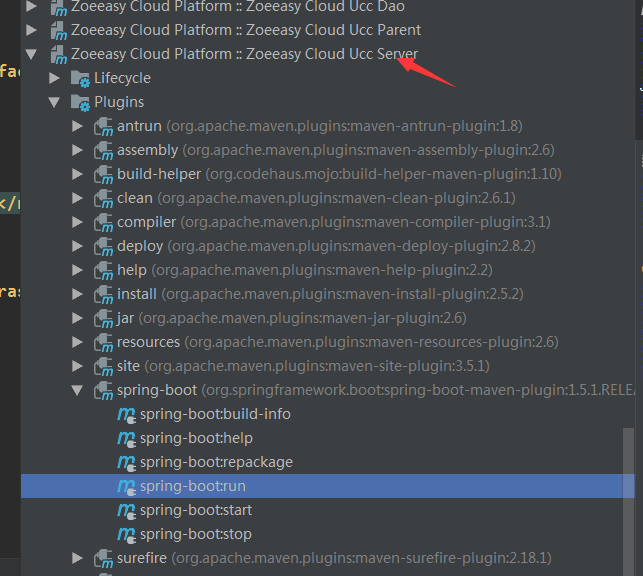 Zoeeasy Cloud Platform :: Zoeeasy Cloud Ucc Dao
Zoeeasy Cloud Platform :: Zoeeasy Cloud Ucc Parent
Zoeeasy Cloud Platform :: Zoeeasy Cloud Ucc Server
Lifecycle
Plugins
antrun (org.apache.maven.plugins:maven-antrun-plugin:1.8)
assembly (org.apache.maven.plugins:maven-assembly-plugin:2.6)
build-helper (org.codehaus.mojo:build-helper-maven-plugin:1.10)
clean (org.apache.maven.plugins:maven-clean-plugin:2.6.1)
compiler (org.apache.maven.plugins:maven-compiler-plugin:3.1)
deploy (org.apache.maven.plugins:maven-deploy-plugin:2.8.2)
help (org.apache.maven.plugins:maven-help-plugin:2.2)
install (org.apache.maven.plugins:maven-install-plugin:2.5.2)
jar (org.apache.maven.plugins:maven-jar-plugin:2.6)
resources (org.apache.maven.plugins:maven-resources-plugin:2.6)
site (org.apache.maven.plugins:maven-site-plugin:3.5.1)
spring-boot (org.springframework.boot:spring-boot-maven-plugin:1.5.1.RELEA
spring-boot:build-info
spring-boot:help
spring-boot:repackage
spring-boot:run
spring-boot:start
spring-boot:stop
surefire (org.apache.maven.plugins:maven-surefire-plugin:2.18.1)